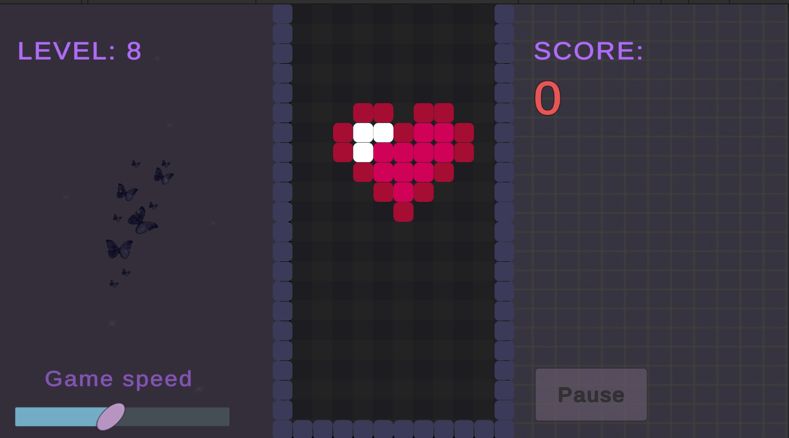 LEVEL: 8
SCORE:
0
Game speed
Pause